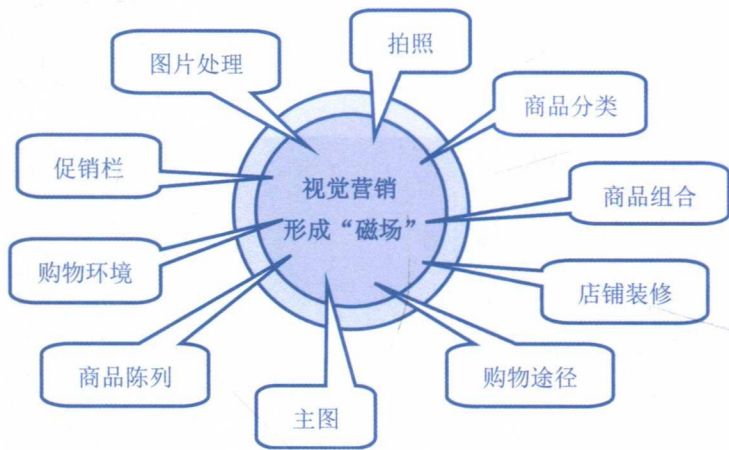 拍照
图片处理
商品分类
促销栏
视觉营销
形成“磁场”
商品组合
购物环境
店铺装修
商品陈列
购物途径
主图